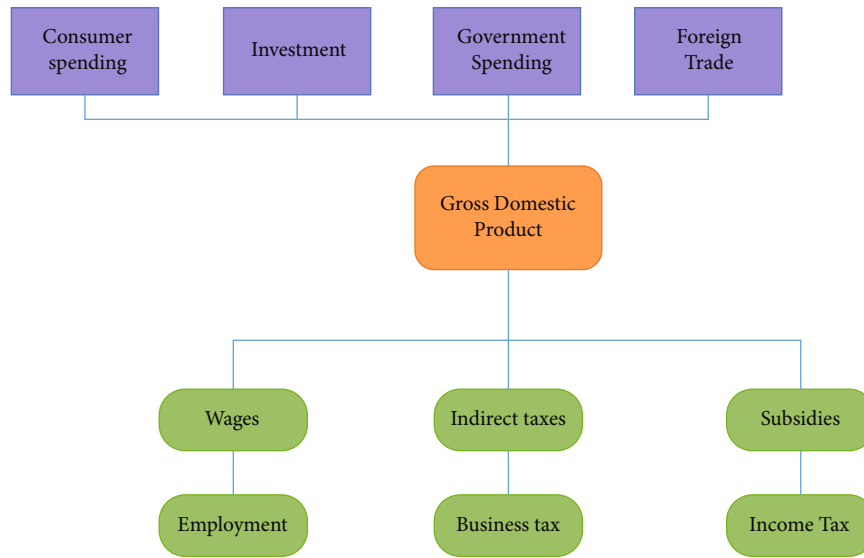 Consumer
spending
Investment
Government
Spending
Foreign
Trade
Gross Domestic
Product
Wages
Indirect taxes
Subsidies
Employment
Business tax
Income Tax